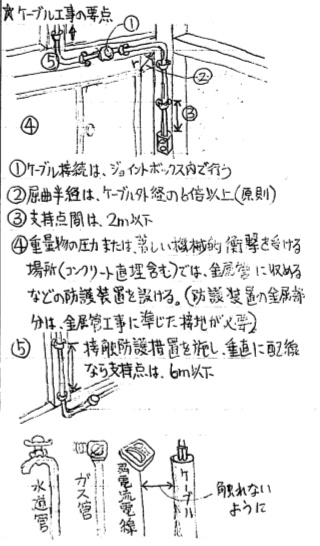 ☆ケーブル工事の要点
①
⑤
r
②
③
④
①ケーブル接続は、ジョイントボックス内で行う
②屈曲半径は、ケーブル外径の6倍以上(原則)
③支持点間は、2m以下
④重量物の圧力または、著しい機械的衝撃を受ける
場所(コンクリート直埋含む)では、金属管に収める
などの防護装置を設ける。(防護装置の金属部
分は、金属管工事に準じた接地が必要)
⑤
接触防護措置を施し、垂直に配線
なら支持点は、6m以下
水道管
ガス管
弱電流電線
ケーブル
触れない
ように